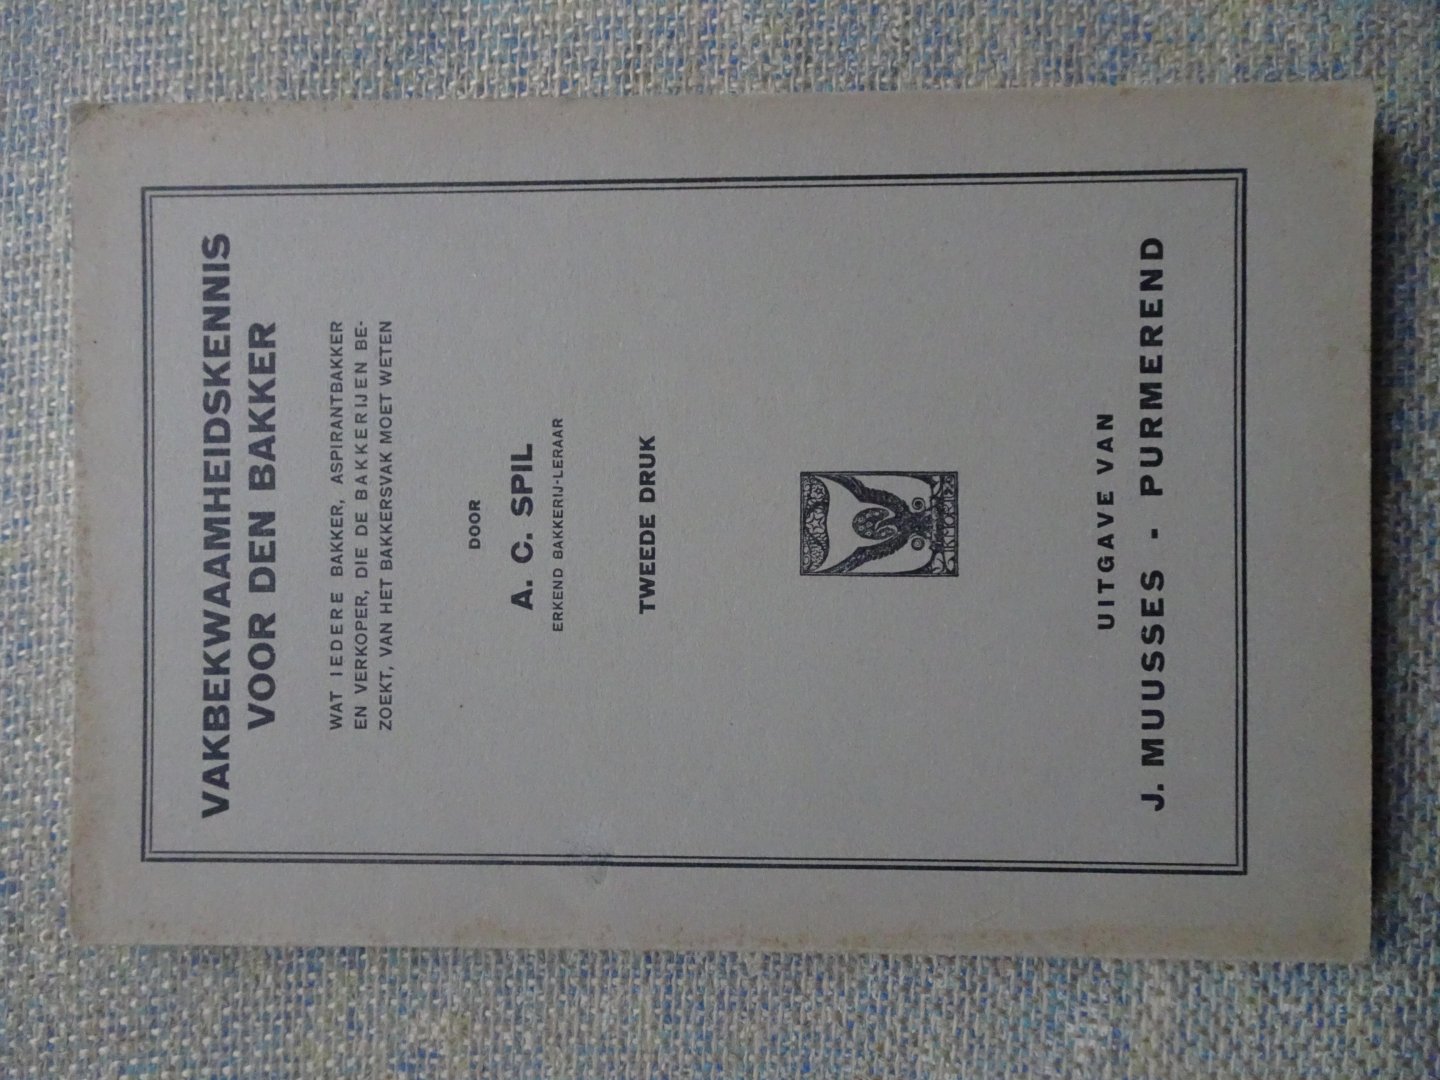 VAKBEKWAAMHEIDSKENNIS
VOOR DEN BAKKER
WAT IEDERE BAKKER, ASPIRANTBAKKER
EN VERKOPER, DIE DE BAKKERIJEN BE-
ZOEKT, VAN HET BAKKERSVAK MOET WETEN
DOOR
A. C. SPIL
ERKEND BAKKERIJ-LERAAR
TWEEDE DRUK
UITGAVE VAN
J. MUUSSES - PURMEREND